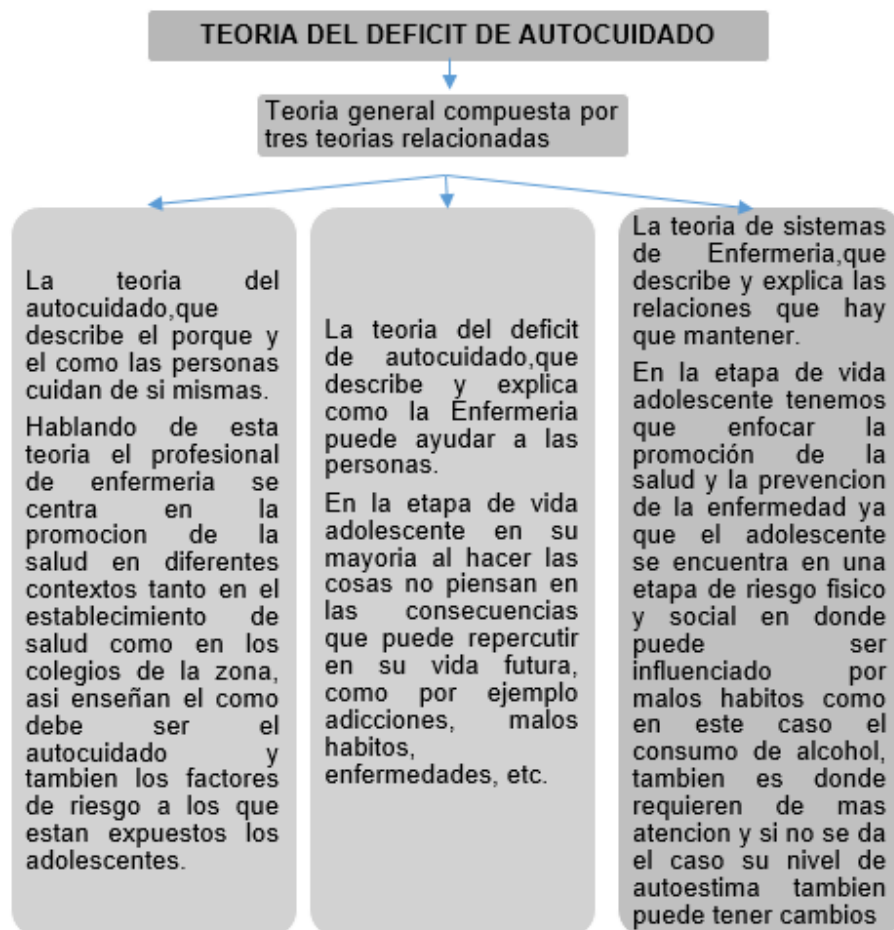 TEORIA DEL DEFICIT DE AUTOCUIDADO
Teoria general compuesta por
tres teorias relacionadas
La teoria del
autocuidado,que
describe el porque y
el como las personas
cuidan de si mismas.
Hablando de esta
teoria el profesional
de enfermeria se
centra en la
promocion de la
salud en diferentes
contextos tanto en el
establecimiento de
salud como en los
colegios de la zona,
asi enseñan el como
debe ser el
autocuidado y
tambien los factores
de riesgo a los que
estan expuestos los
adolescentes.
La teoria del deficit
de autocuidado,que
describe y explica
como la Enfermeria
puede ayudar a las
personas.
En la etapa de vida
adolescente en su
mayoria al hacer las
cosas no piensan en
las consecuencias
que puede repercutir
en su vida futura,
como por ejemplo
adicciones, malos
habitos,
enfermedades, etc.
La teoria de sistemas
de Enfermeria,que
describe y explica las
relaciones que hay
que mantener.
En la etapa de vida
adolescente tenemos
que enfocar la
promoción de la
salud y la prevencion
de la enfermedad ya
que el adolescente
se encuentra en una
etapa de riesgo fisico
y social en donde
puede ser
influenciado por
malos habitos como
en este caso el
consumo de alcohol,
tambien es donde
requieren de mas
atencion y si no se da
el caso su nivel de
autoestima tambien
puede tener cambios